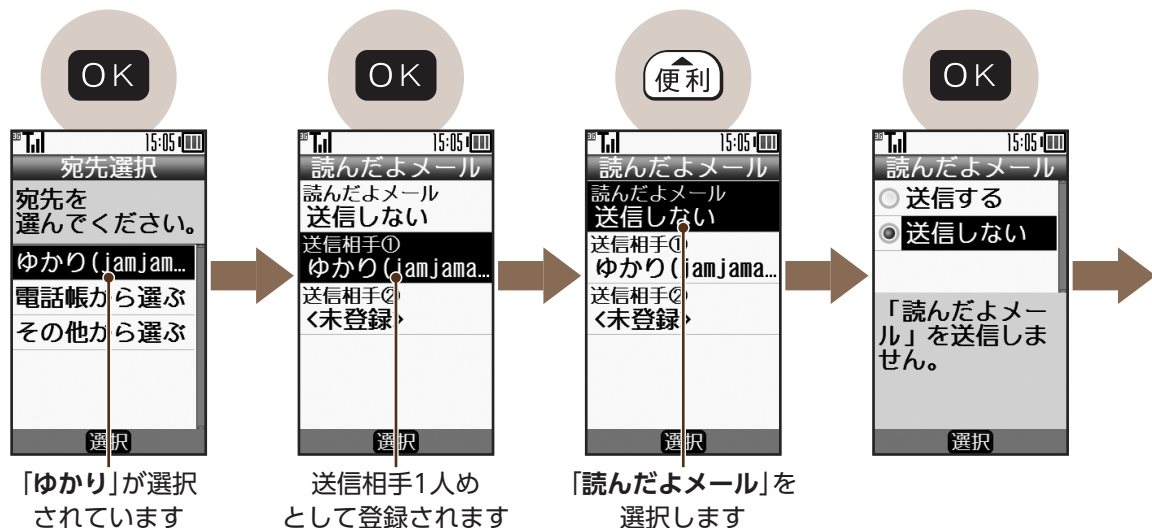 OK
3G 15:05
宛先選択
宛先を
選んでください。
ゆかり(jamjam…
電話帳から選ぶ
その他から選ぶ
選択
「ゆかり」が選択
されています
OK
3G 15:05
読んだよメール
読んだよメール
送信しない
送信相手①
ゆかり(jamjama…
送信相手②
<未登録>
選択
送信相手1人め
として登録されます
便利
3G 15:05
読んだよメール
読んだよメール
送信しない
送信相手①
ゆかり(jamjama…
送信相手②
<未登録>
選択
「読んだよメール」を
選択します
OK
3G 15:05
読んだよメール
送信する
送信しない
「読んだよメー
ル」を送信しま
せん。
選択